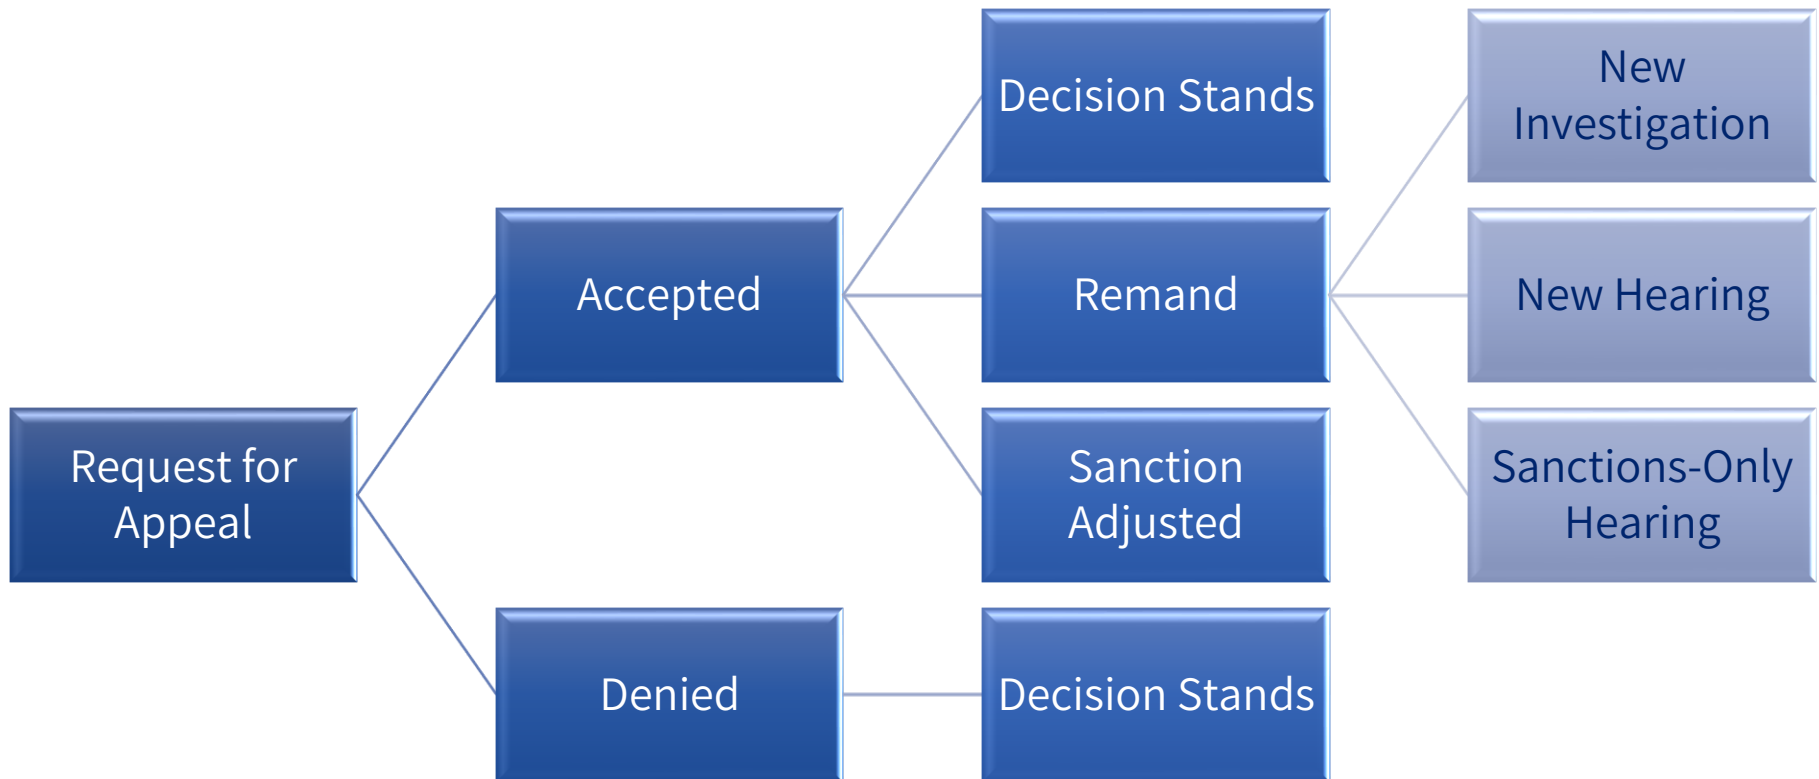 Request for
Appeal
Accepted
Denied
Decision Stands
Remand
Sanction
Adjusted
Decision Stands
New
Investigation
New Hearing
Sanctions-Only
Hearing